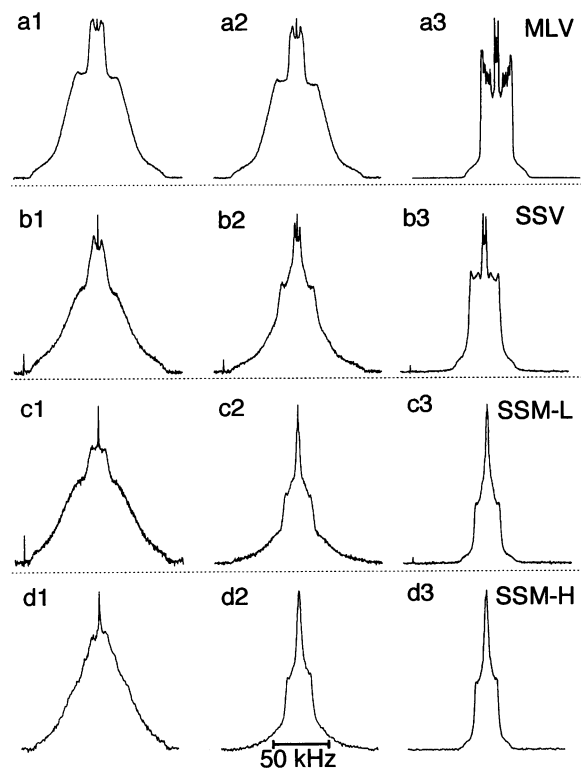 a1 a2 a3 MLV
b1 b2 b3 SSV
c1 c2 c3 SSM-L
d1 d2 d3 SSM-H
50 kHz